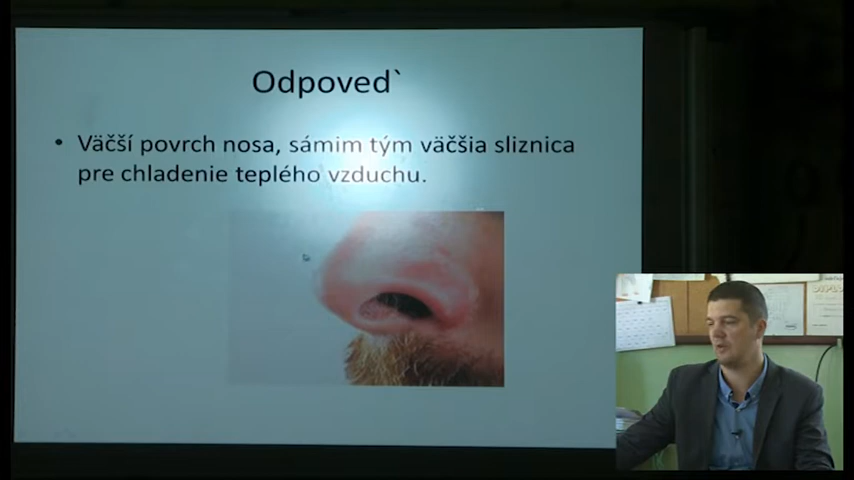 Odpoved`
• Väčší povrch nosa, sámim tým väčšia sliznica
pre chladenie teplého vzduchu.